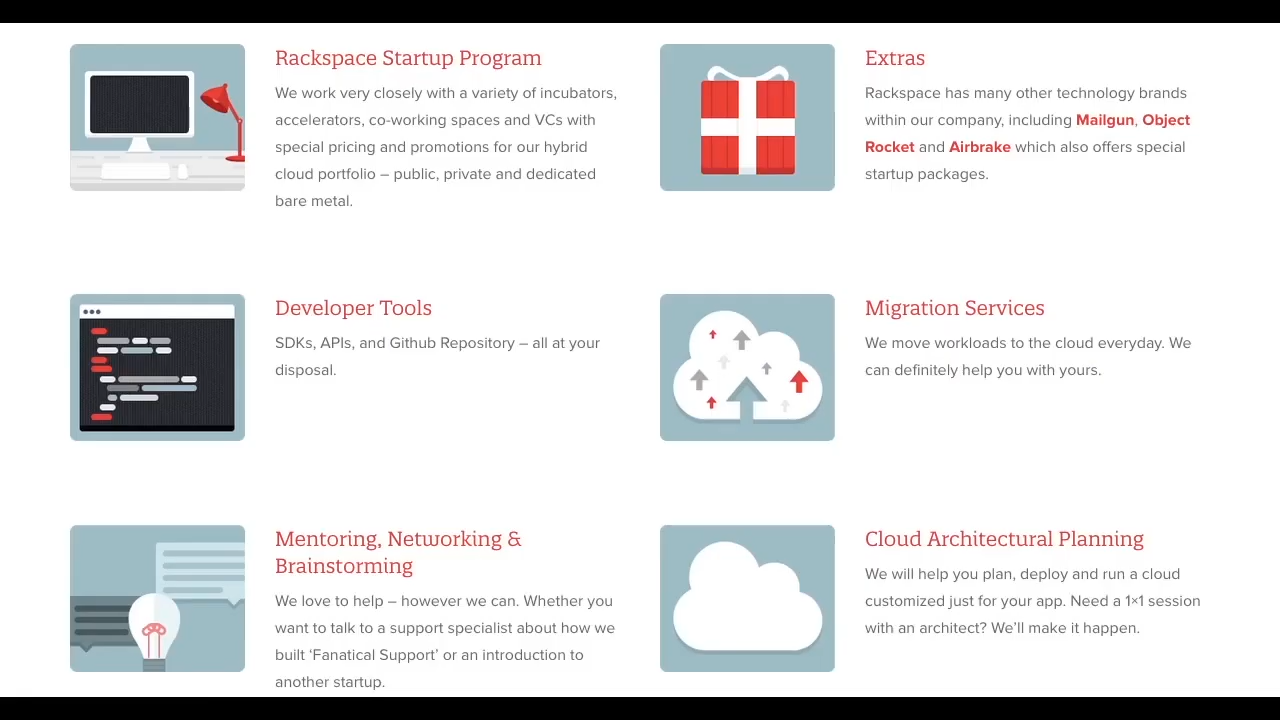 Rackspace Startup Program
We work very closely with a variety of incubators,
accelerators, co-working spaces and VCs with
special pricing and promotions for our hybrid
cloud portfolio – public, private and dedicated
bare metal.
Extras
Rackspace has many other technology brands
within our company, including Mailgun, Object
Rocket and Airbrake which also offers special
startup packages.
Developer Tools
SDKs, APIs, and Github Repository – all at your
disposal.
Migration Services
We move workloads to the cloud everyday. We
can definitely help you with yours.
Mentoring, Networking &
Brainstorming
We love to help – however we can. Whether you
want to talk to a support specialist about how we
built ‘Fanatical Support’ or an introduction to
another startup.
Cloud Architectural Planning
We will help you plan, deploy and run a cloud
customized just for your app. Need a 1×1 session
with an architect? We’ll make it happen.